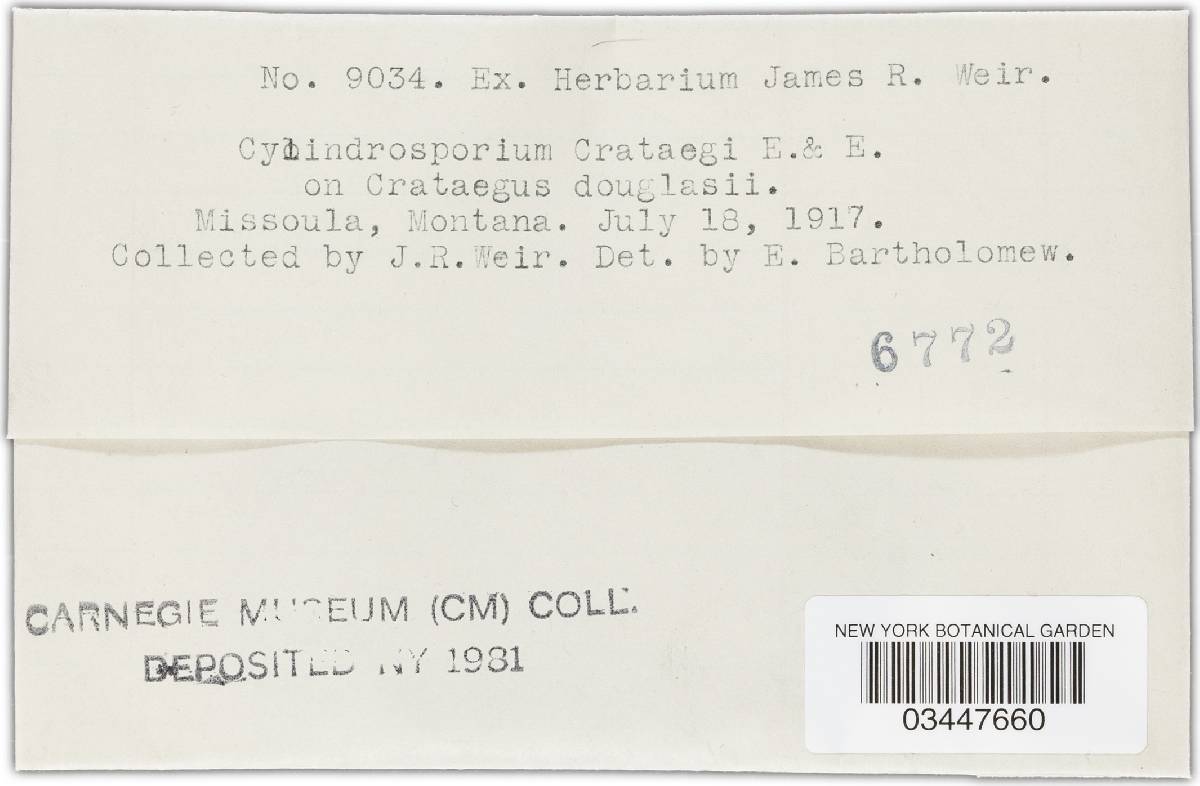 No. 9034. Ex. Herbarium James R. Weir.
Cylindrosporium Crataegi E.& E.
on Crataegus douglasii.
Missoula, Montana. July 18, 1917.
Collected by J.R.Weir. Det. by E. Bartholomew.
6772
CARNEGIE MUSEUM (CM) COLL.
DEPOSITED NY 1981
NEW YORK BOTANICAL GARDEN
03447660